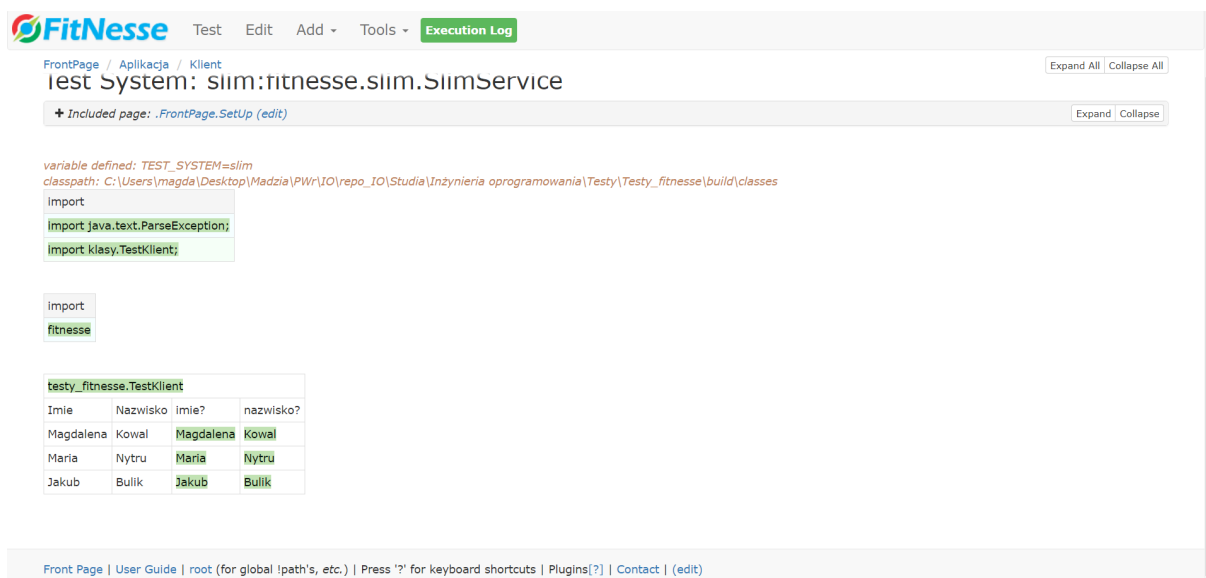 FitNesse Test Edit Add Tools Execution Log
FrontPage / Aplikacja / Klient Expand All Collapse All
Test System: slim:fitnesse.slim.SlimService
Included page: .FrontPage.SetUp (edit) Expand Collapse
variable defined: TEST_SYSTEM=slim
classpath: C:\Users\magda\Desktop\Madzia\PWr\IO\repo_IO\Studia\Inżynieria oprogramowania\Testy\Testy_fitnesse\build\classes
import
import java.text.ParseException;
import klasy.TestKlient;
import
fitnesse
testy_fitnesse.TestKlient
Imie Nazwisko imie? nazwisko?
Magdalena Kowal Magdalena Kowal
Maria Nytru Maria Nytru
Jakub Bulik Jakub Bulik
Front Page | User Guide | root (for global !path's, etc.) | Press '?' for keyboard shortcuts | Plugins[?] | Contact | (edit)